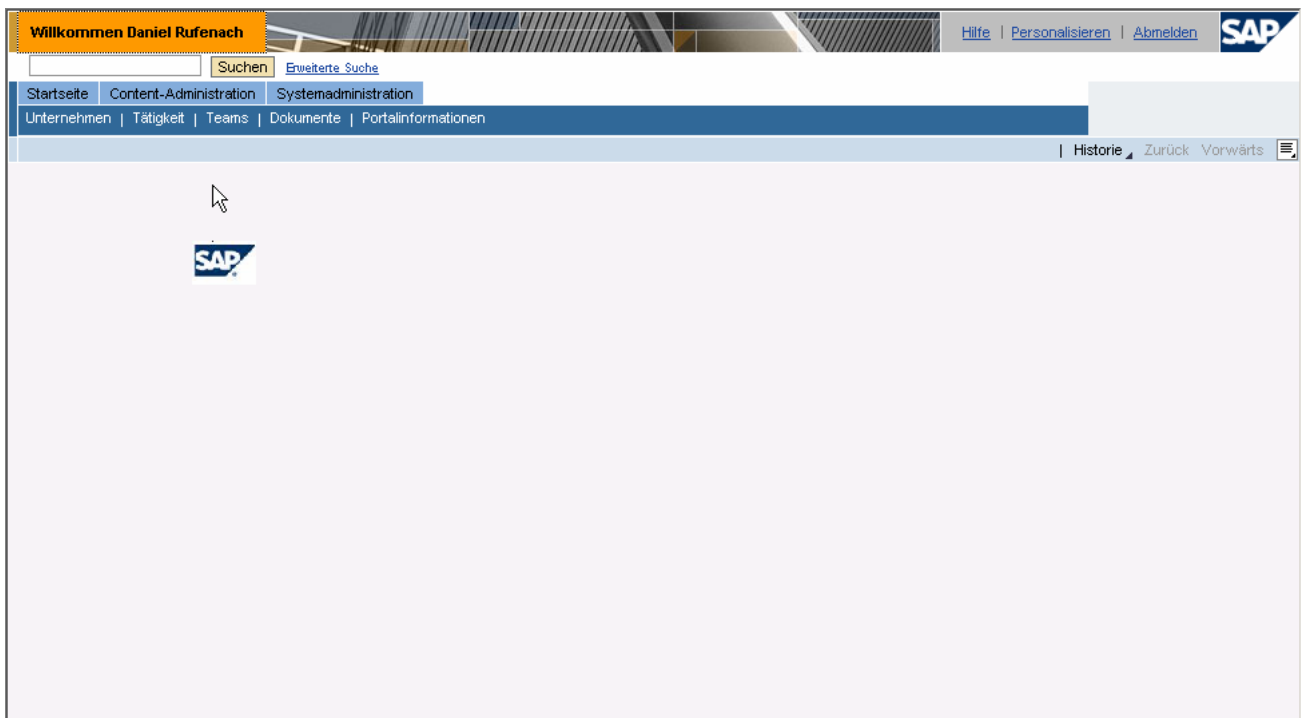 Willkommen Daniel Rufenach
Hilfe | Personalisieren | Abmelden
SAP
Suchen Erweiterte Suche
Startseite Content-Administration Systemadministration
Unternehmen | Tätigkeit | Teams | Dokumente | Portalinformationen
| Historie Zurück Vorwärts
SAP